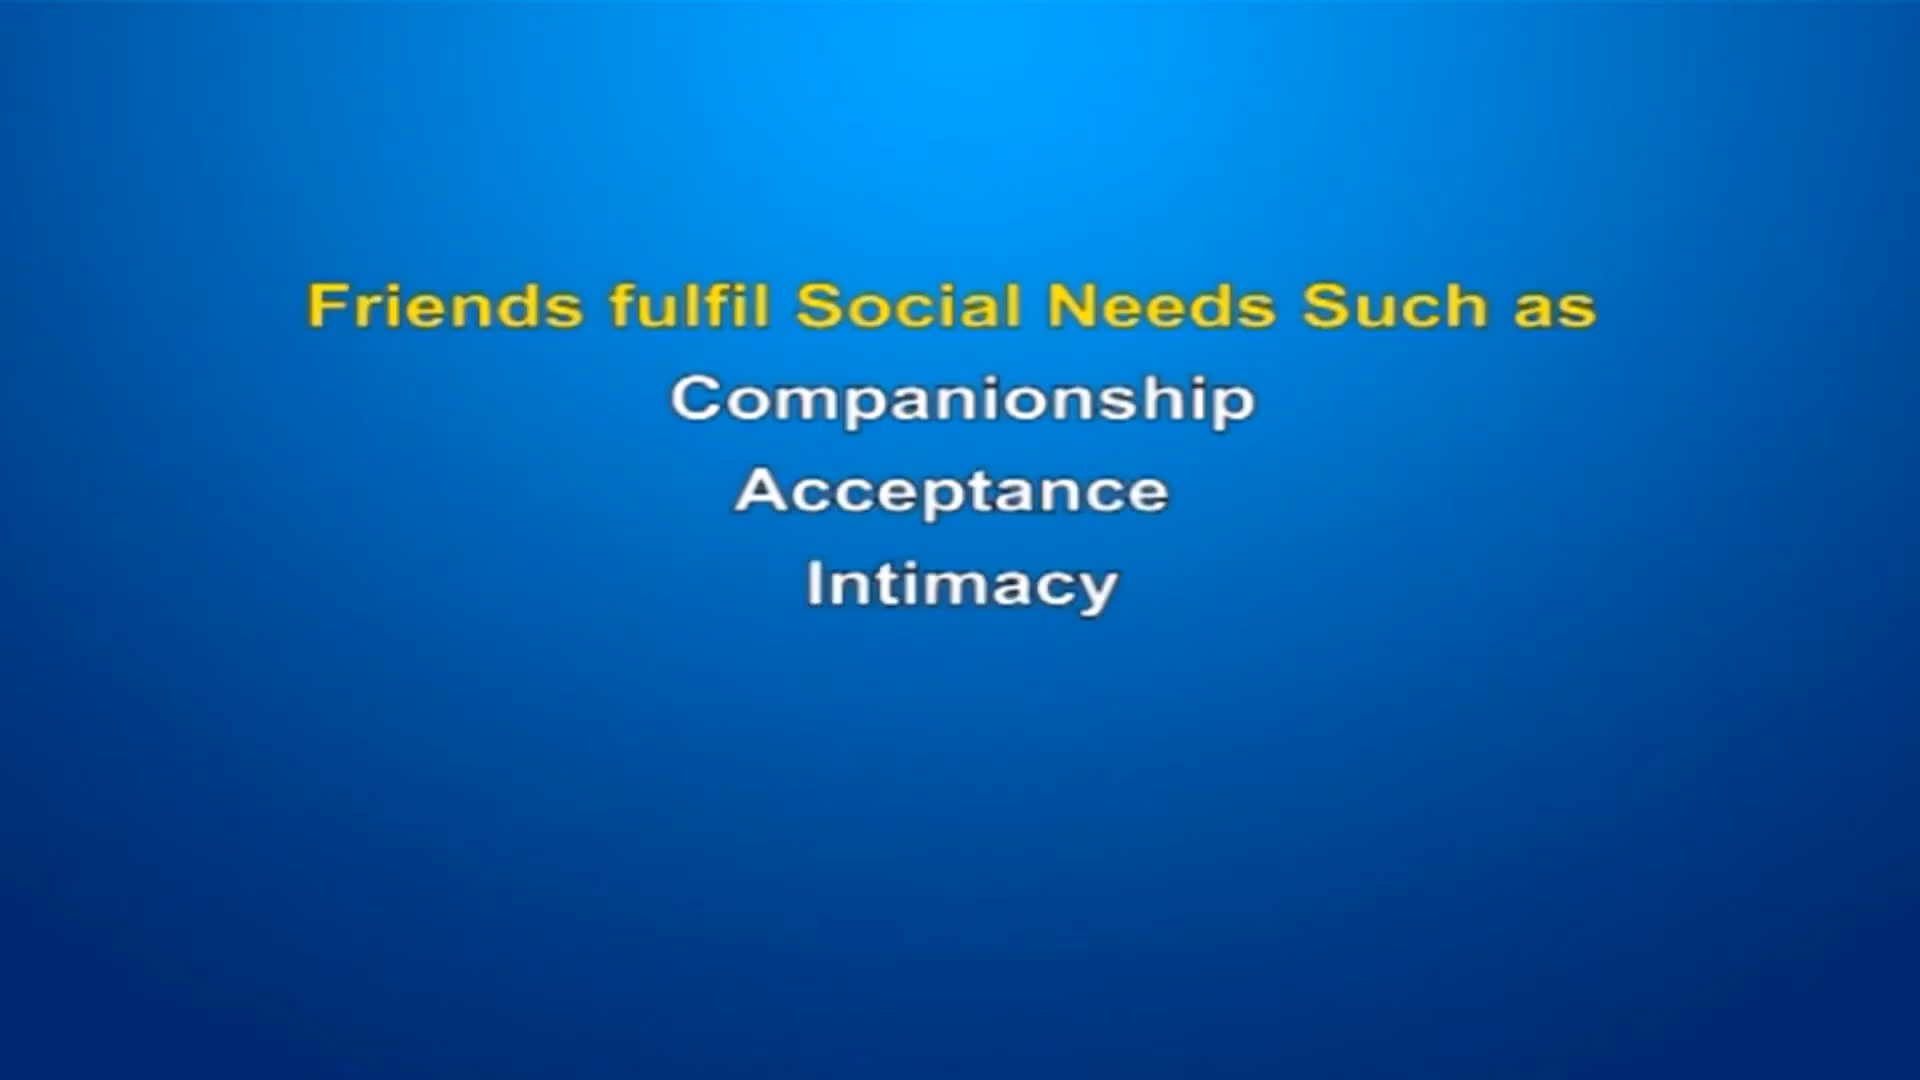 Friends fulfil Social Needs Such as
Companionship
Acceptance
Intimacy